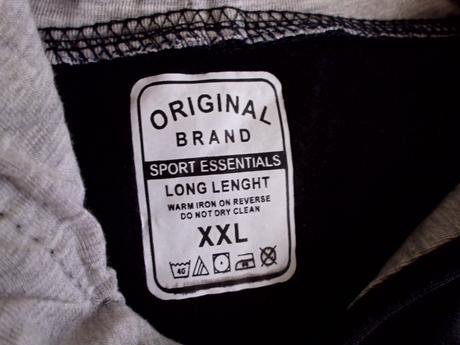 ORIGINAL
BRAND
SPORT ESSENTIALS
LONG LENGHT
WARM IRON ON REVERSE
DO NOT DRY CLEAN
XXL
40